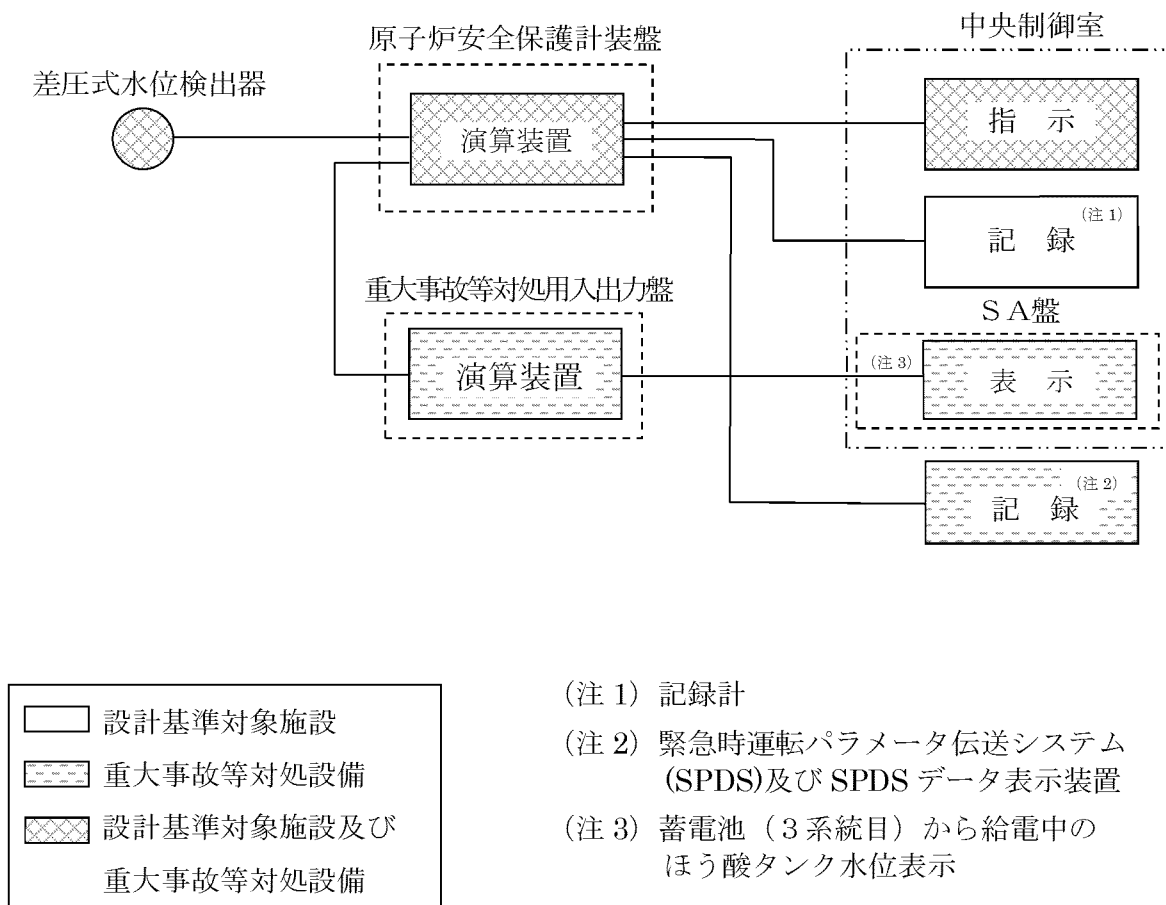 中央制御室
原子炉安全保護計装盤
差圧式水位検出器
演算装置
指 示
(注 1)
記 録
重大事故等対処用入出力盤
SA盤
(注 3)
演算装置
表 示
(注 2)
記 録
設計基準対象施設
重大事故等対処設備
設計基準対象施設及び
重大事故等対処設備
(注 1) 記録計
(注 2) 緊急時運転パラメータ伝送システム
(SPDS)及び SPDS データ表示装置
(注 3) 蓄電池(3系統目)から給電中の
ほう酸タンク水位表示